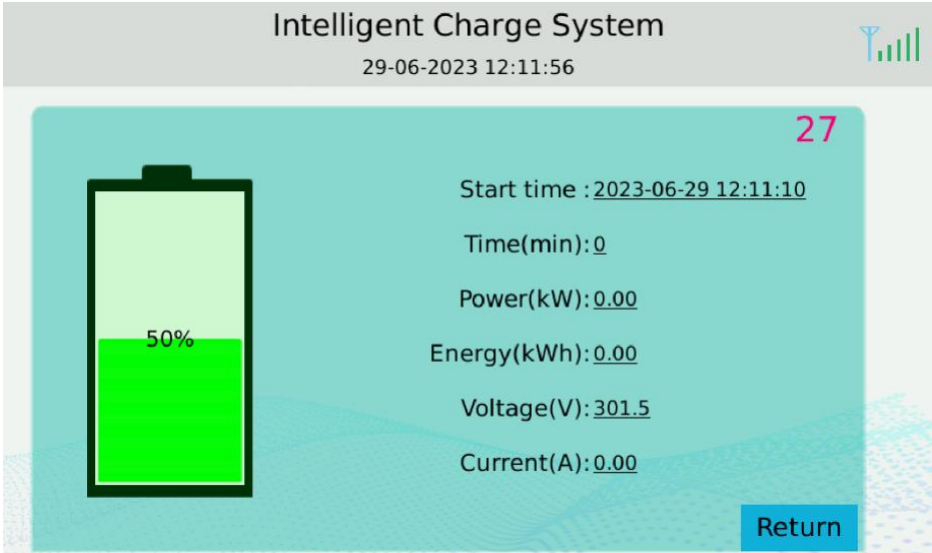 Intelligent Charge System
29-06-2023 12:11:56
27
Start time :2023-06-29 12:11:10
Time(min):0
Power(kW):0.00
50%
Energy(kWh):0.00
Voltage(V):301.5
Current(A):0.00
Return